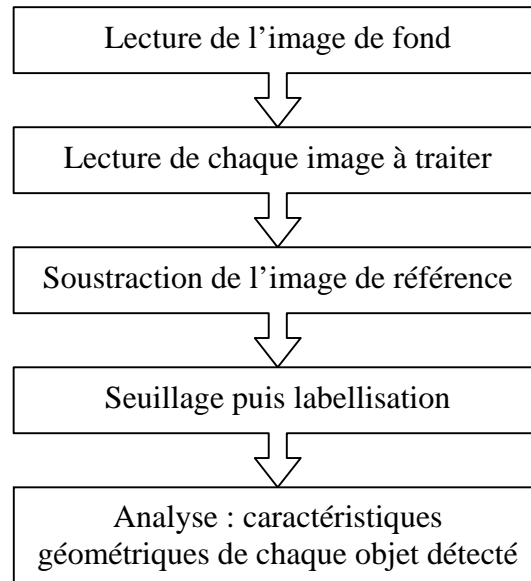 Lecture de l’image de fond
Lecture de chaque image à traiter
Soustraction de l’image de référence
Seuillage puis labellisation
Analyse : caractéristiques
géométriques de chaque objet détecté